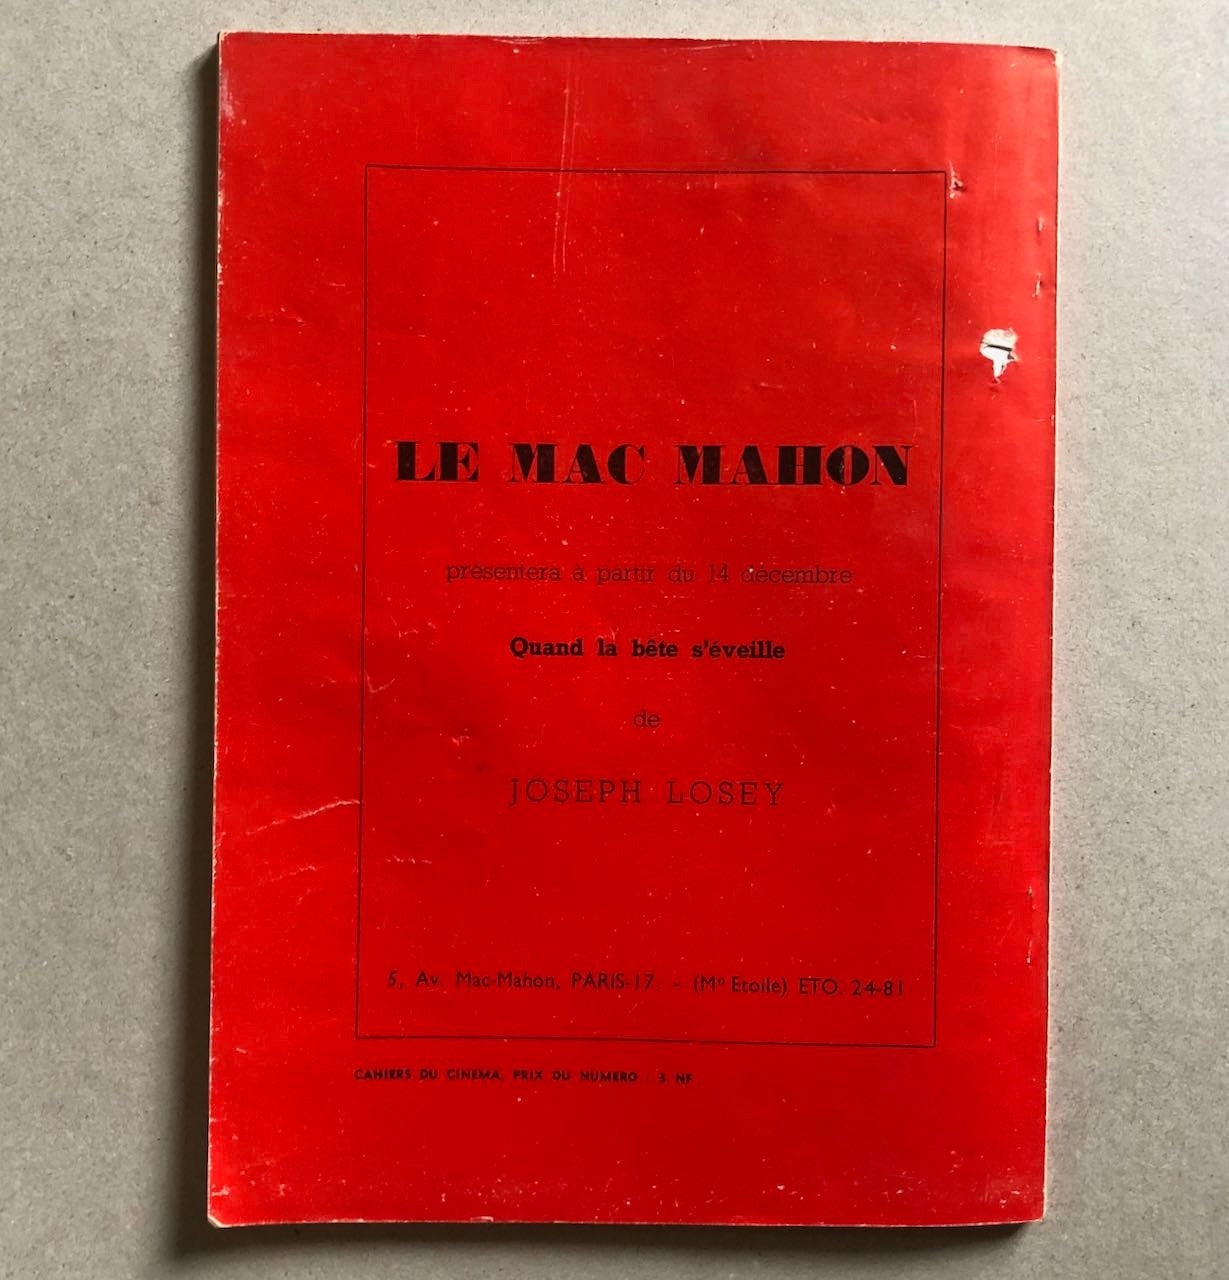 LE MAC MAHON
présentera à partir du 14 décembre
Quand la bête s'éveille
de
JOSEPH LOSEY
5, Av. Mac-Mahon, PARIS-17. - (Mº Etoile) ETO. 24-81
CAHIERS DU CINEMA, PRIX DU NUMERO : 3 NF